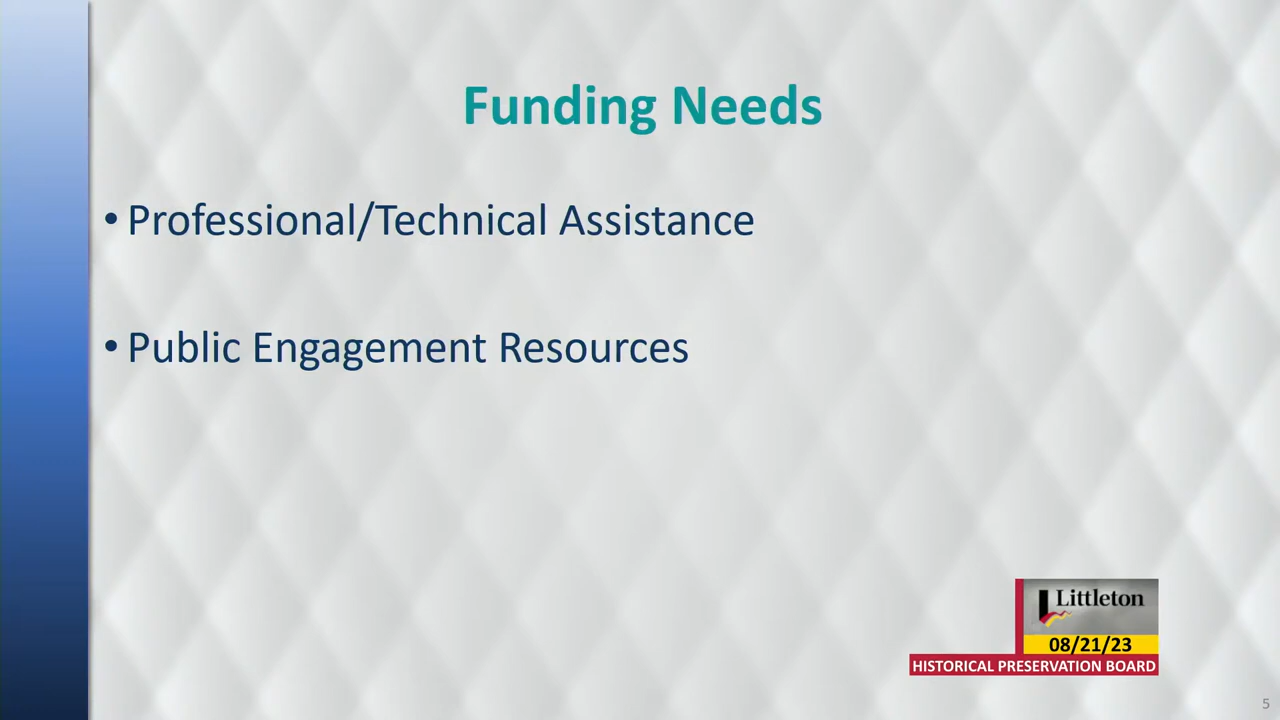 Funding Needs
• Professional/Technical Assistance
• Public Engagement Resources
Littleton
08/21/23
HISTORICAL PRESERVATION BOARD
5